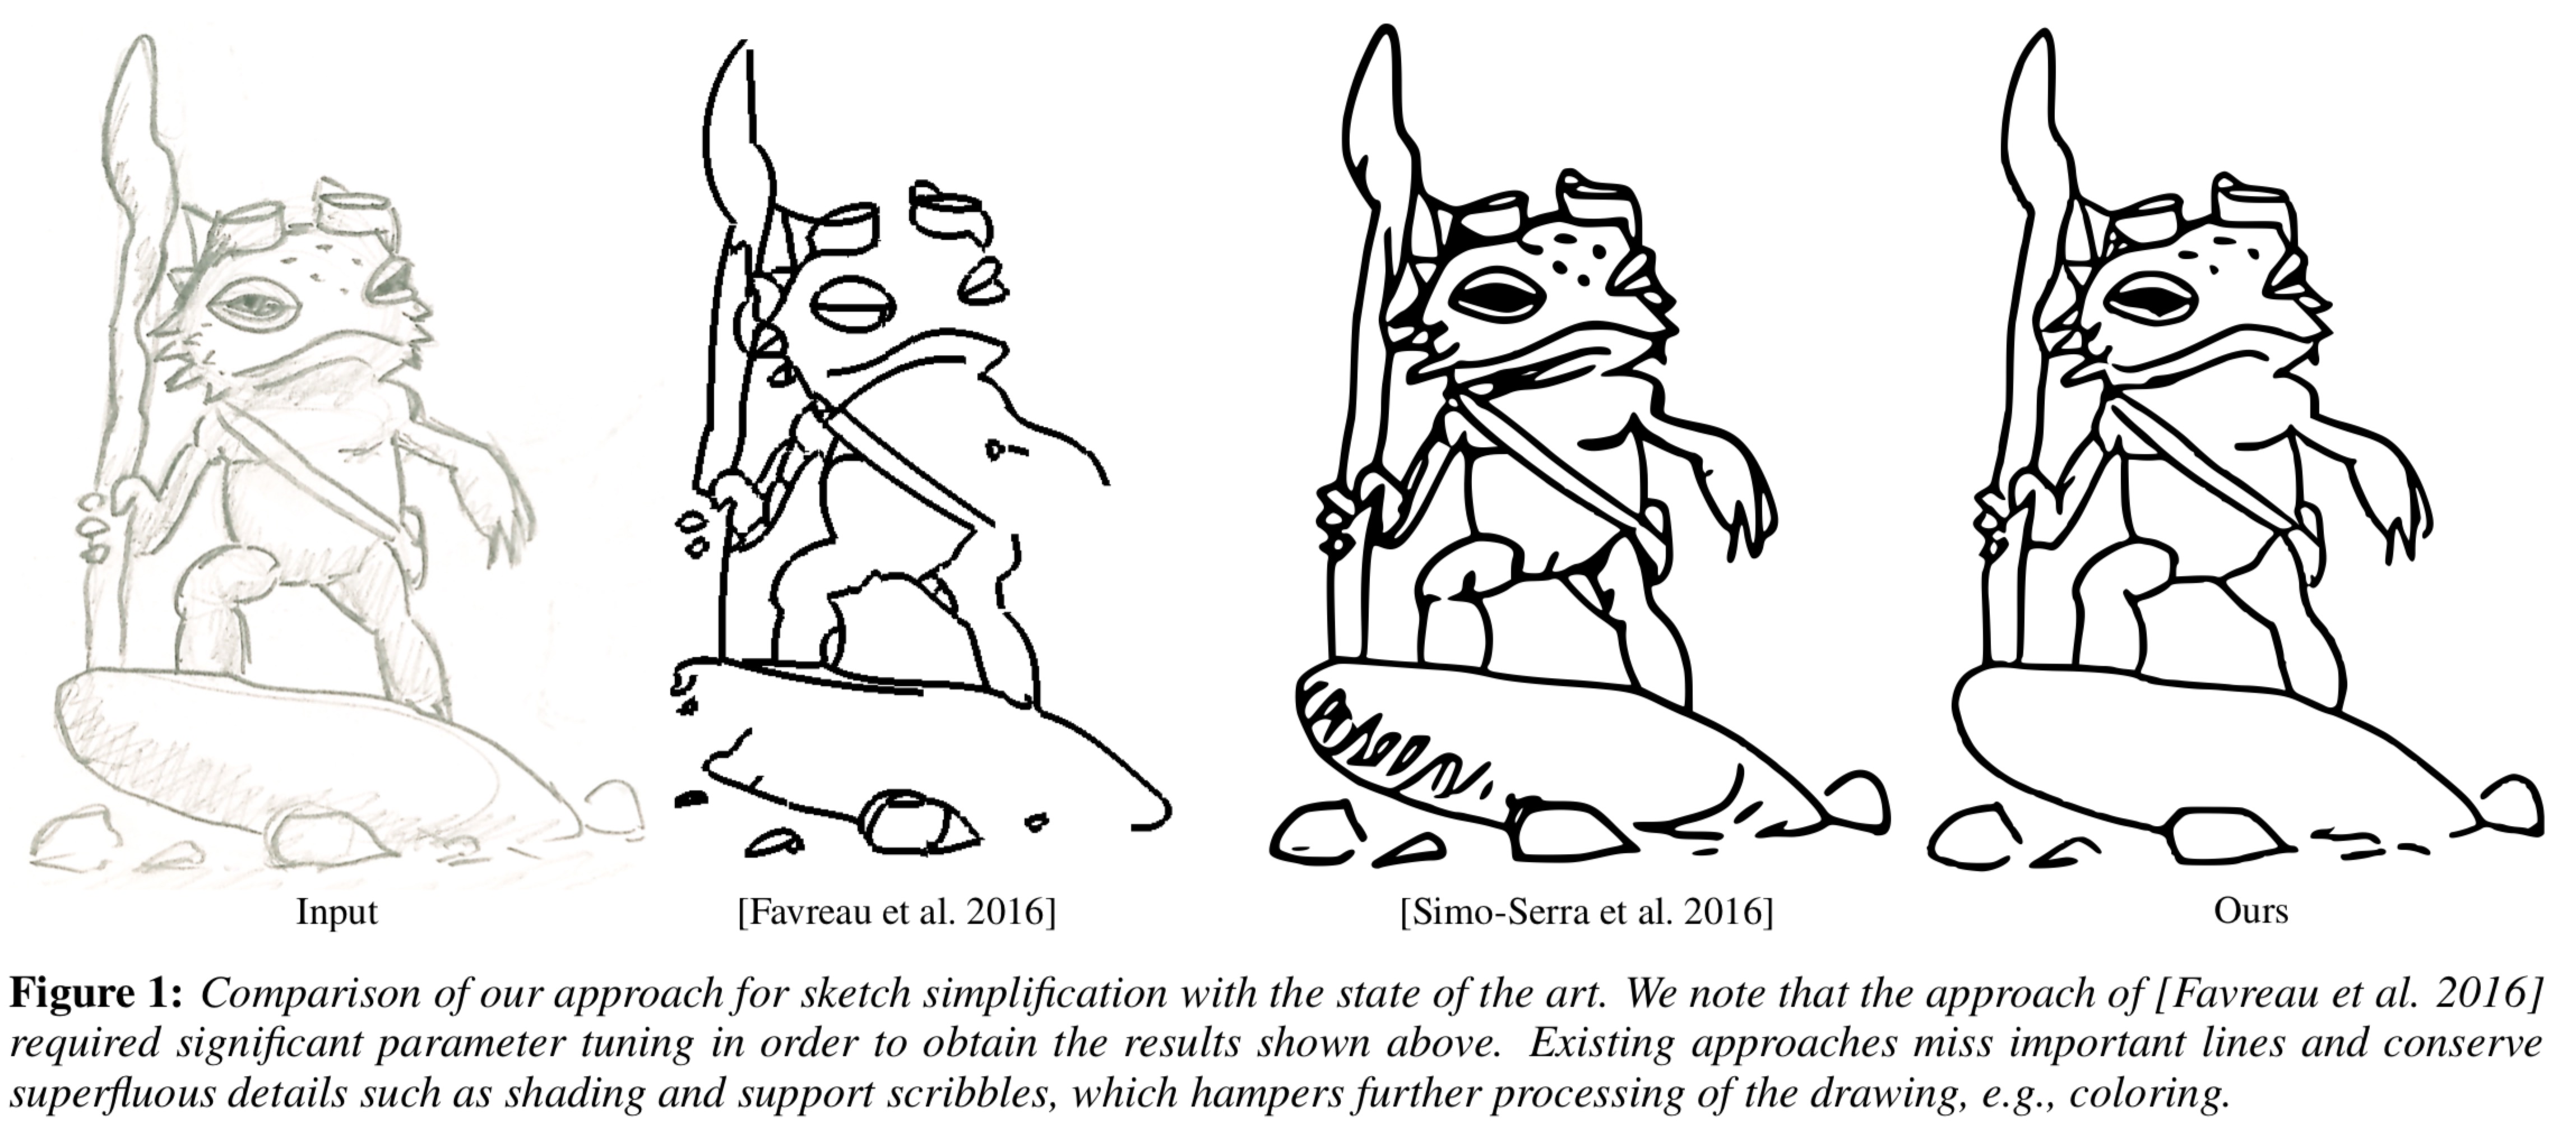 Input
[Favreau et al. 2016]
[Simo-Serra et al. 2016]
Ours
Figure 1: Comparison of our approach for sketch simplification with the state of the art. We note that the approach of [Favreau et al. 2016]
required significant parameter tuning in order to obtain the results shown above. Existing approaches miss important lines and conserve
superfluous details such as shading and support scribbles, which hampers further processing of the drawing, e.g., coloring.